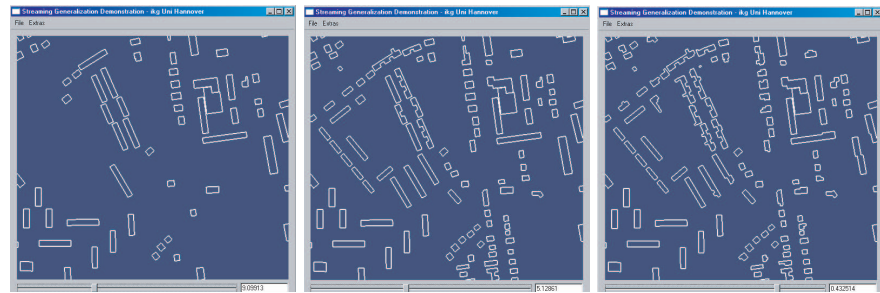 Streaming Generalization Demonstration - ikg Uni Hannover
File Extras
9.09913
Streaming Generalization Demonstration - ikg Uni Hannover
File Extras
5.12861
Streaming Generalization Demonstration - ikg Uni Hannover
File Extras
0.432514